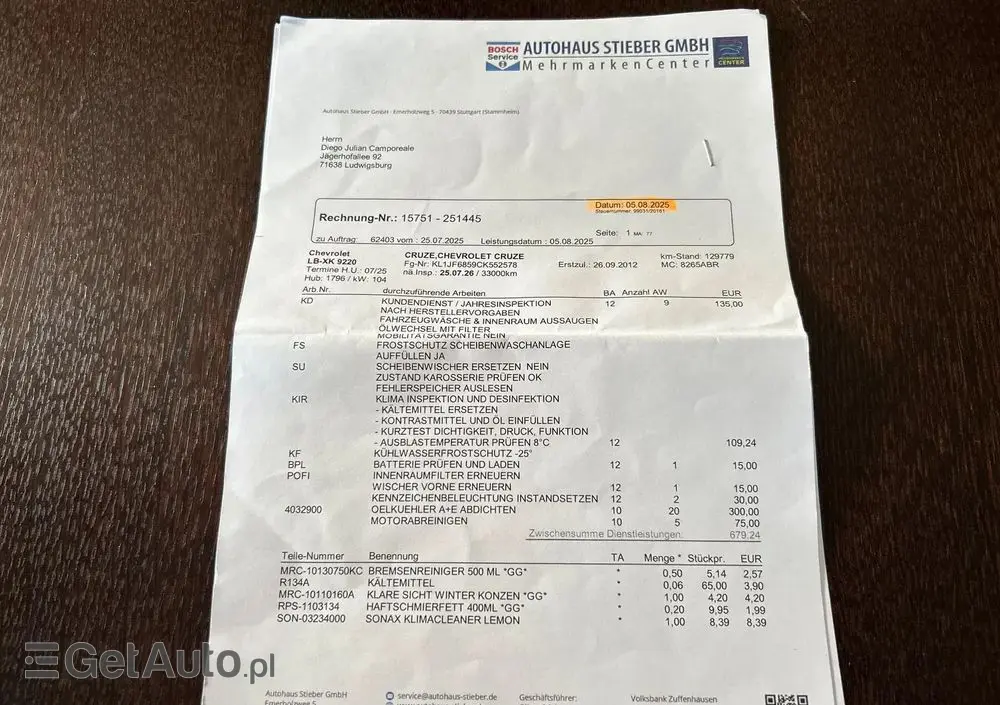 BOSCH
Service
AUTOHAUS STIEBER GMBH
MehrmarkenCenter
CENTER
Autohaus Stieber GmbH - Emerholzweg 5 - 70439 Stuttgart (Stammheim)
Herrn
Diego Julian Camporeale
Jägerhofallee 92
71638 Ludwigsburg
Datum: 05.08.2025
Steuernummer: 99031/20161
Rechnung-Nr.: 15751 - 251445
Seite: 1 MA: 77
zu Auftrag: 62403 vom : 25.07.2025 Leistungsdatum : 05.08.2025
Chevrolet CRUZE,CHEVROLET CRUZE km-Stand: 129779
LB-XK 9220 Fg-Nr: KL1JF6859CK552578 Erstzul.: 26.09.2012 MC: 8265ABR
Termine H.U.: 07/25 nä.Insp.: 25.07.26 / 33000km
Hub: 1796 / kW: 104
Arb.Nr. durchzuführende Arbeiten BA Anzahl AW EUR
KD KUNDENDIENST / JAHRESINSPEKTION 12 9 135,00
NACH HERSTELLERVORGABEN
FAHRZEUGWÄSCHE & INNENRAUM AUSSAUGEN
ÖLWECHSEL MIT FILTER
MOBILITÄTSGARANTIE NEIN
FS FROSTSCHUTZ SCHEIBENWASCHANLAGE
AUFFÜLLEN JA
SU SCHEIBENWISCHER ERSETZEN NEIN
ZUSTAND KAROSSERIE PRÜFEN OK
FEHLERSPEICHER AUSLESEN
KIR KLIMA INSPEKTION UND DESINFEKTION
- KÄLTEMITTEL ERSETZEN
- KONTRASTMITTEL UND ÖL EINFÜLLEN
- KURZTEST DICHTIGKEIT, DRUCK, FUNKTION
- AUSBLASTEMPERATUR PRÜFEN 8°C 12 109,24
KF KÜHLWASSERFROSTSCHUTZ -25°
BPL BATTERIE PRÜFEN UND LADEN 12 1 15,00
POFI INNENRAUMFILTER ERNEUERN
WISCHER VORNE ERNEUERN 12 1 15,00
KENNZEICHENBELEUCHTUNG INSTANDSETZEN 12 2 30,00
4032900 OELKUEHLER A+E ABDICHTEN 10 20 300,00
MOTORABREINIGEN 10 5 75,00
Zwischensumme Dienstleistungen: 679,24
Teile-Nummer Benennung TA Menge * Stückpr. EUR
MRC-10130750KC BREMSENREINIGER 500 ML *GG* * 0,50 5,14 2,57
R134A KÄLTEMITTEL * 0,06 65,00 3,90
MRC-10110160A KLARE SICHT WINTER KONZEN *GG* * 1,00 4,20 4,20
RPS-1103134 HAFTSCHMIERFETT 400ML *GG* * 0,20 9,95 1,99
SON-03234000 SONAX KLIMACLEANER LEMON * 1,00 8,39 8,39
GetAuto.pl
Autohaus Stieber GmbH service@autohaus-stieber.de Geschäftsführer: Volksbank Zuffenhausen
Emerholzweg 5